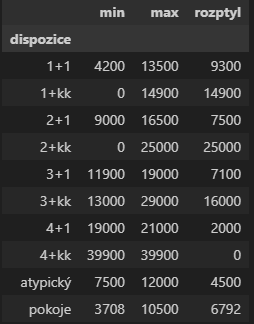 min max rozptyl
dispozice
1+1 4200 13500 9300
1+kk 0 14900 14900
2+1 9000 16500 7500
2+kk 0 25000 25000
3+1 11900 19000 7100
3+kk 13000 29000 16000
4+1 19000 21000 2000
4+kk 39900 39900 0
atypický 7500 12000 4500
pokoje 3708 10500 6792